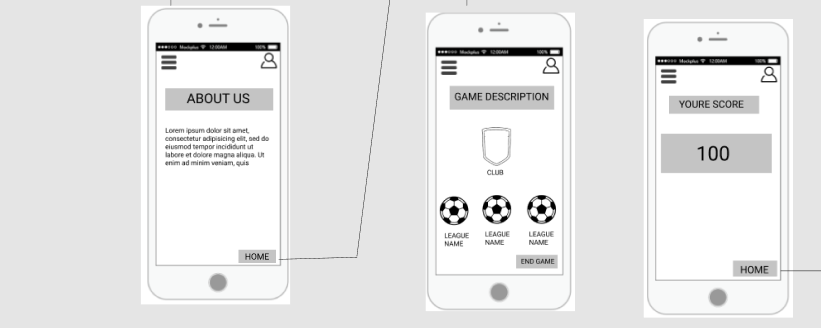 Mockplus 12:00AM 100%
ABOUT US
Lorem ipsum dolor sit amet,
consectetur adipisicing elit, sed do
eiusmod tempor incididunt ut
labore et dolore magna aliqua. Ut
enim ad minim veniam, quis
HOME
Mockplus 12:00AM 100%
GAME DESCRIPTION
CLUB
LEAGUE
NAME
LEAGUE
NAME
LEAGUE
NAME
END GAME
Mockplus 12:00AM 100%
YOURE SCORE
100
HOME